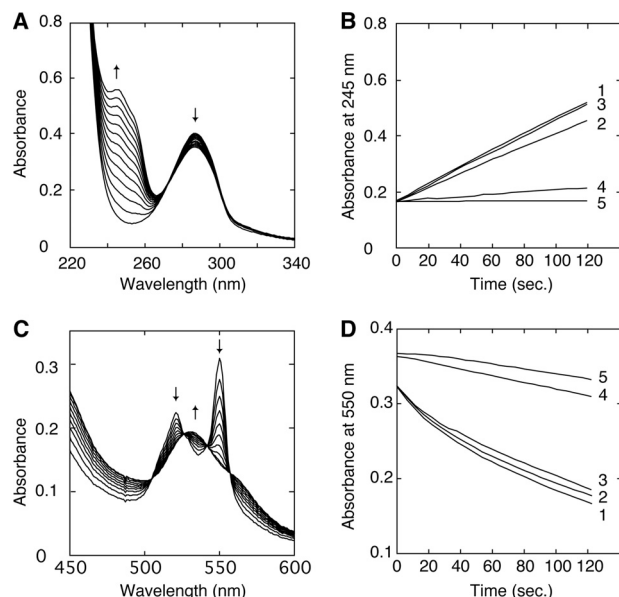 A
B
0.8
0.6
0.4
0.2
0
Absorbance
220
260
300
340
Wavelength (nm)
0.8
0.6
0.4
0.2
0
Absorbance at 245 nm
1
3
2
4
5
0 20 40 60 80 100 120
Time (sec.)
C
D
0.3
0.2
0.1
0
Absorbance
450
500
550
600
Wavelength (nm)
0.4
0.3
0.2
0.1
Absorbance at 550 nm
5
4
3
2
1
0 20 40 60 80 100 120
Time (sec.)